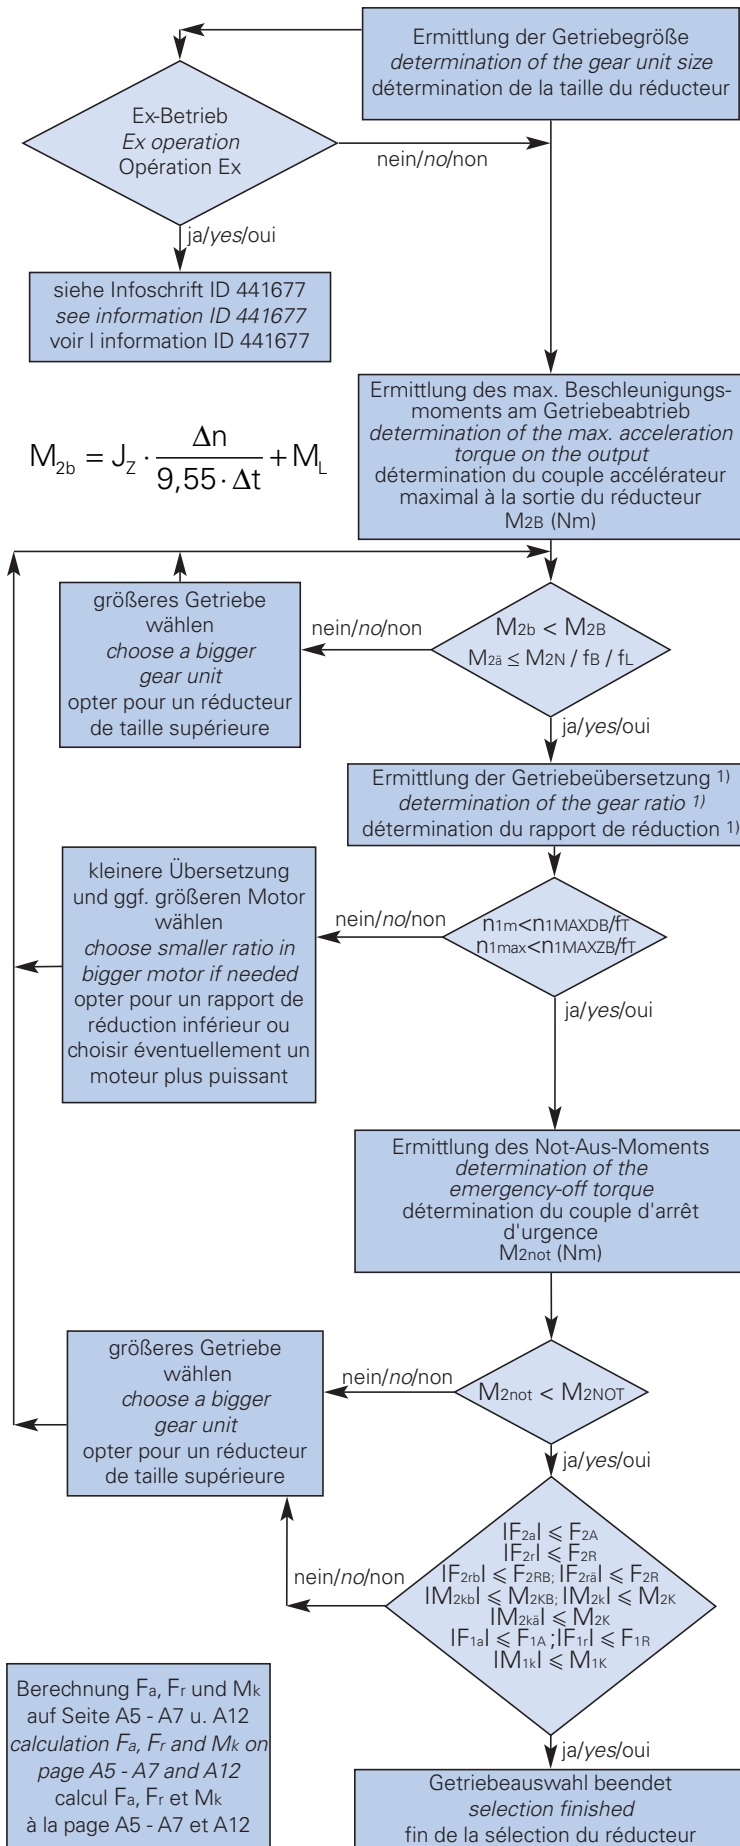 Ermittlung der Getriebegröße
determination of the gear unit size
détermination de la taille du réducteur
Ex-Betrieb
Ex operation
Opération Ex
nein/no/non
ja/yes/oui
siehe Infoschrift ID 441677
see information ID 441677
voir l information ID 441677
Ermittlung des max. Beschleunigungs-
moments am Getriebeabtrieb
determination of the max. acceleration
torque on the output
détermination du couple accélérateur
maximal à la sortie du réducteur
M2B (Nm)
M2b = JZ · Δn / (9,55 · Δt) + ML
größeres Getriebe
wählen
choose a bigger
gear unit
opter pour un réducteur
de taille supérieure
nein/no/non
M2b < M2B
M2ä ≤ M2N / fB / fL
ja/yes/oui
Ermittlung der Getriebeübersetzung 1)
determination of the gear ratio 1)
détermination du rapport de réduction 1)
kleinere Übersetzung
und ggf. größeren Motor
wählen
choose smaller ratio in
bigger motor if needed
opter pour un rapport de
réduction inférieur ou
choisir éventuellement un
moteur plus puissant
nein/no/non
n1m<n1MAXDB/fT
n1max<n1MAXZB/fT
ja/yes/oui
Ermittlung des Not-Aus-Moments
determination of the
emergency-off torque
détermination du couple d'arrêt
d'urgence
M2not (Nm)
größeres Getriebe
wählen
choose a bigger
gear unit
opter pour un réducteur
de taille supérieure
nein/no/non
M2not < M2NOT
ja/yes/oui
nein/no/non
|F2a| ⩽ F2A
|F2r| ⩽ F2R
|F2rb| ⩽ F2RB; |F2rä| ⩽ F2R
|M2kb| ⩽ M2KB; |M2k| ⩽ M2K
|M2kä| ⩽ M2K
|F1a| ⩽ F1A ;|F1r| ⩽ F1R
|M1k| ⩽ M1K
ja/yes/oui
Berechnung Fa, Fr und Mk
auf Seite A5 - A7 u. A12
calculation Fa, Fr and Mk on
page A5 - A7 and A12
calcul Fa, Fr et Mk
à la page A5 - A7 et A12
Getriebeauswahl beendet
selection finished
fin de la sélection du réducteur